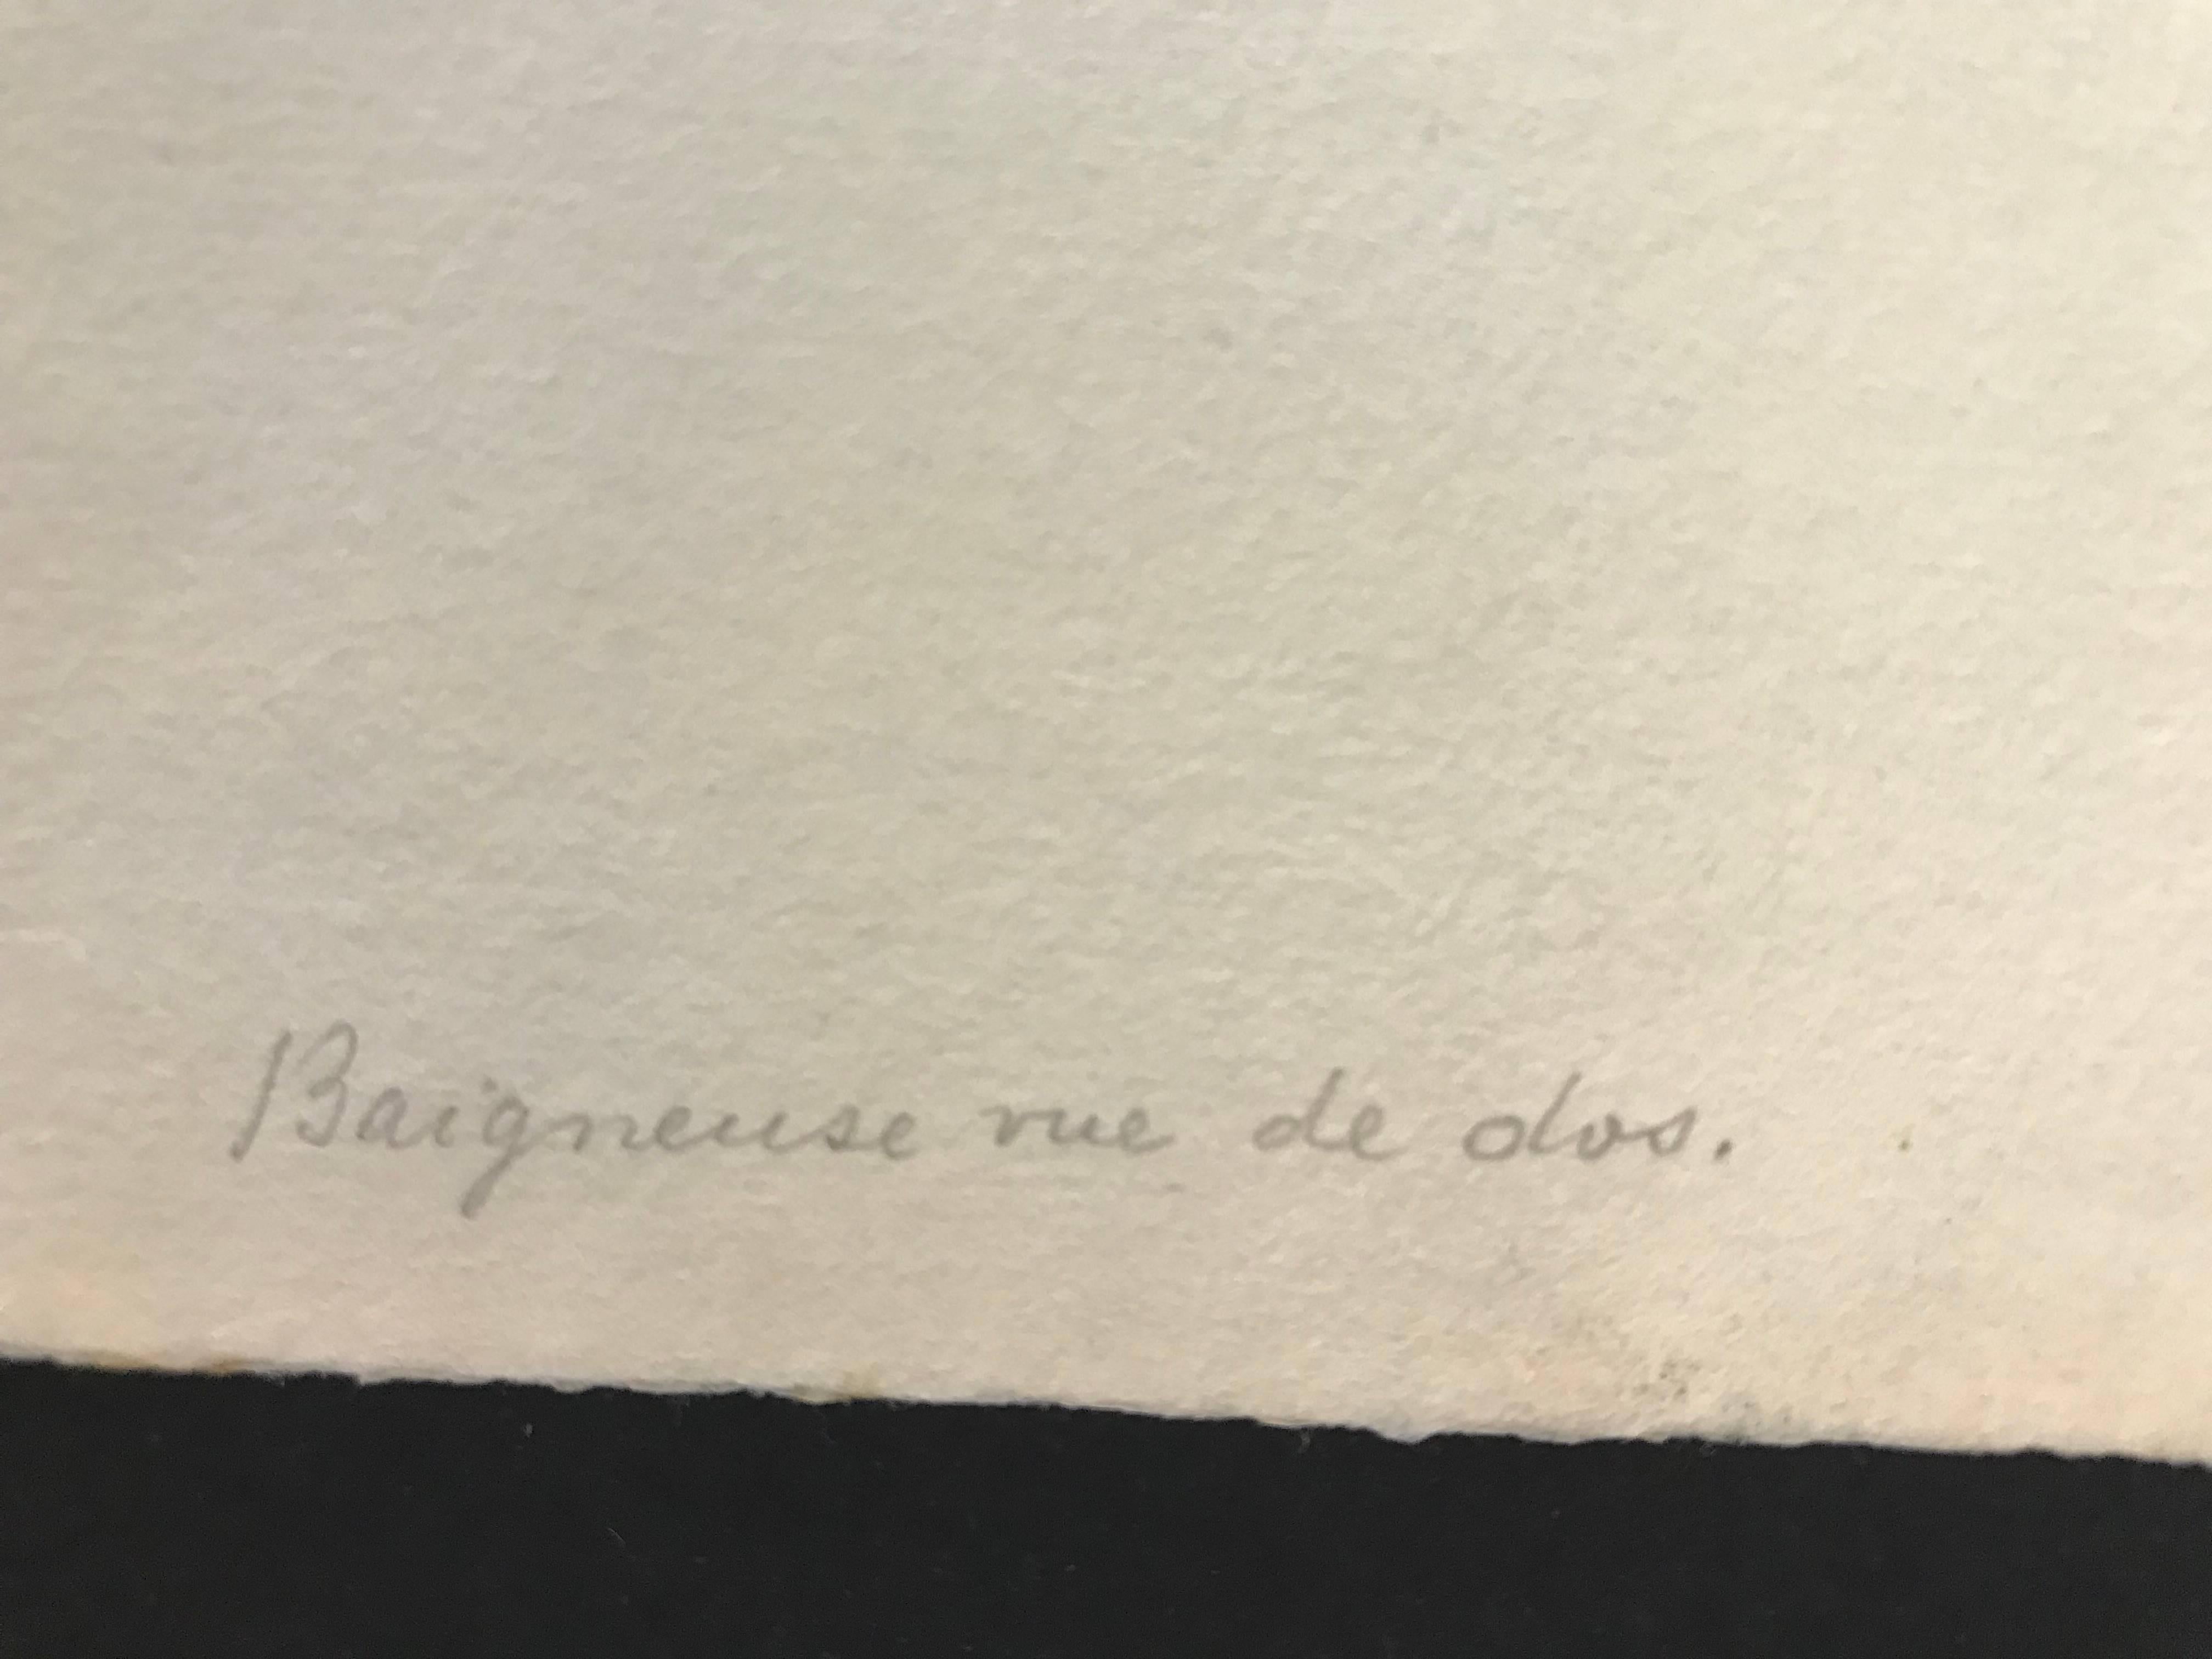 Baigneuse vue de dos.